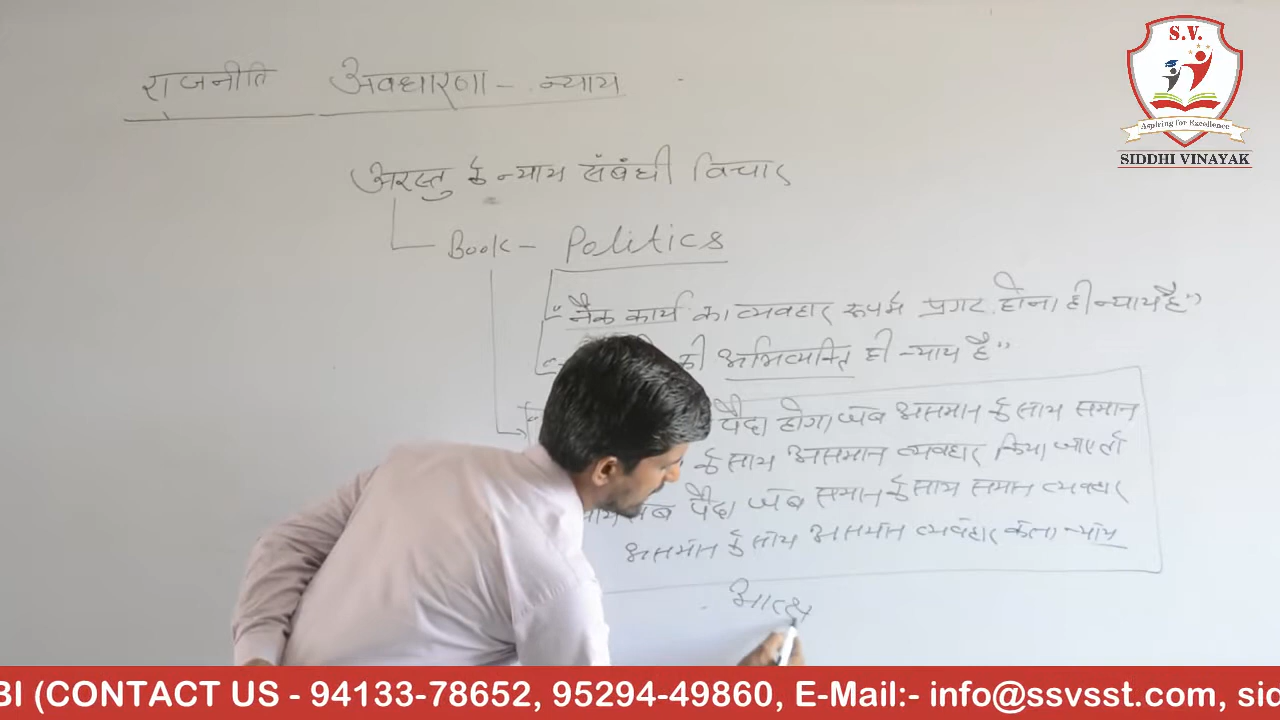 राजनीति अवधारणा - न्याय
अरस्तु के न्याय संबंधी विचार
Book - Politics
"नैक कार्य का व्यवहार रूप में प्रगट होना ही न्याय है"
की अभिव्यक्ति ही न्याय है"
पैदा होगा जब असमान के साथ समान
के साथ असमान व्यवहार किया जाए तो
जब पैदा जब समान के साथ समान व्यवहार
असमान के साथ असमान व्यवहार करना न्याय
S.V.
Aspiring for Excellence
SIDDHI VINAYAK
BI (CONTACT US - 94133-78652, 95294-49860, E-Mail:- info@ssvsst.com, sid